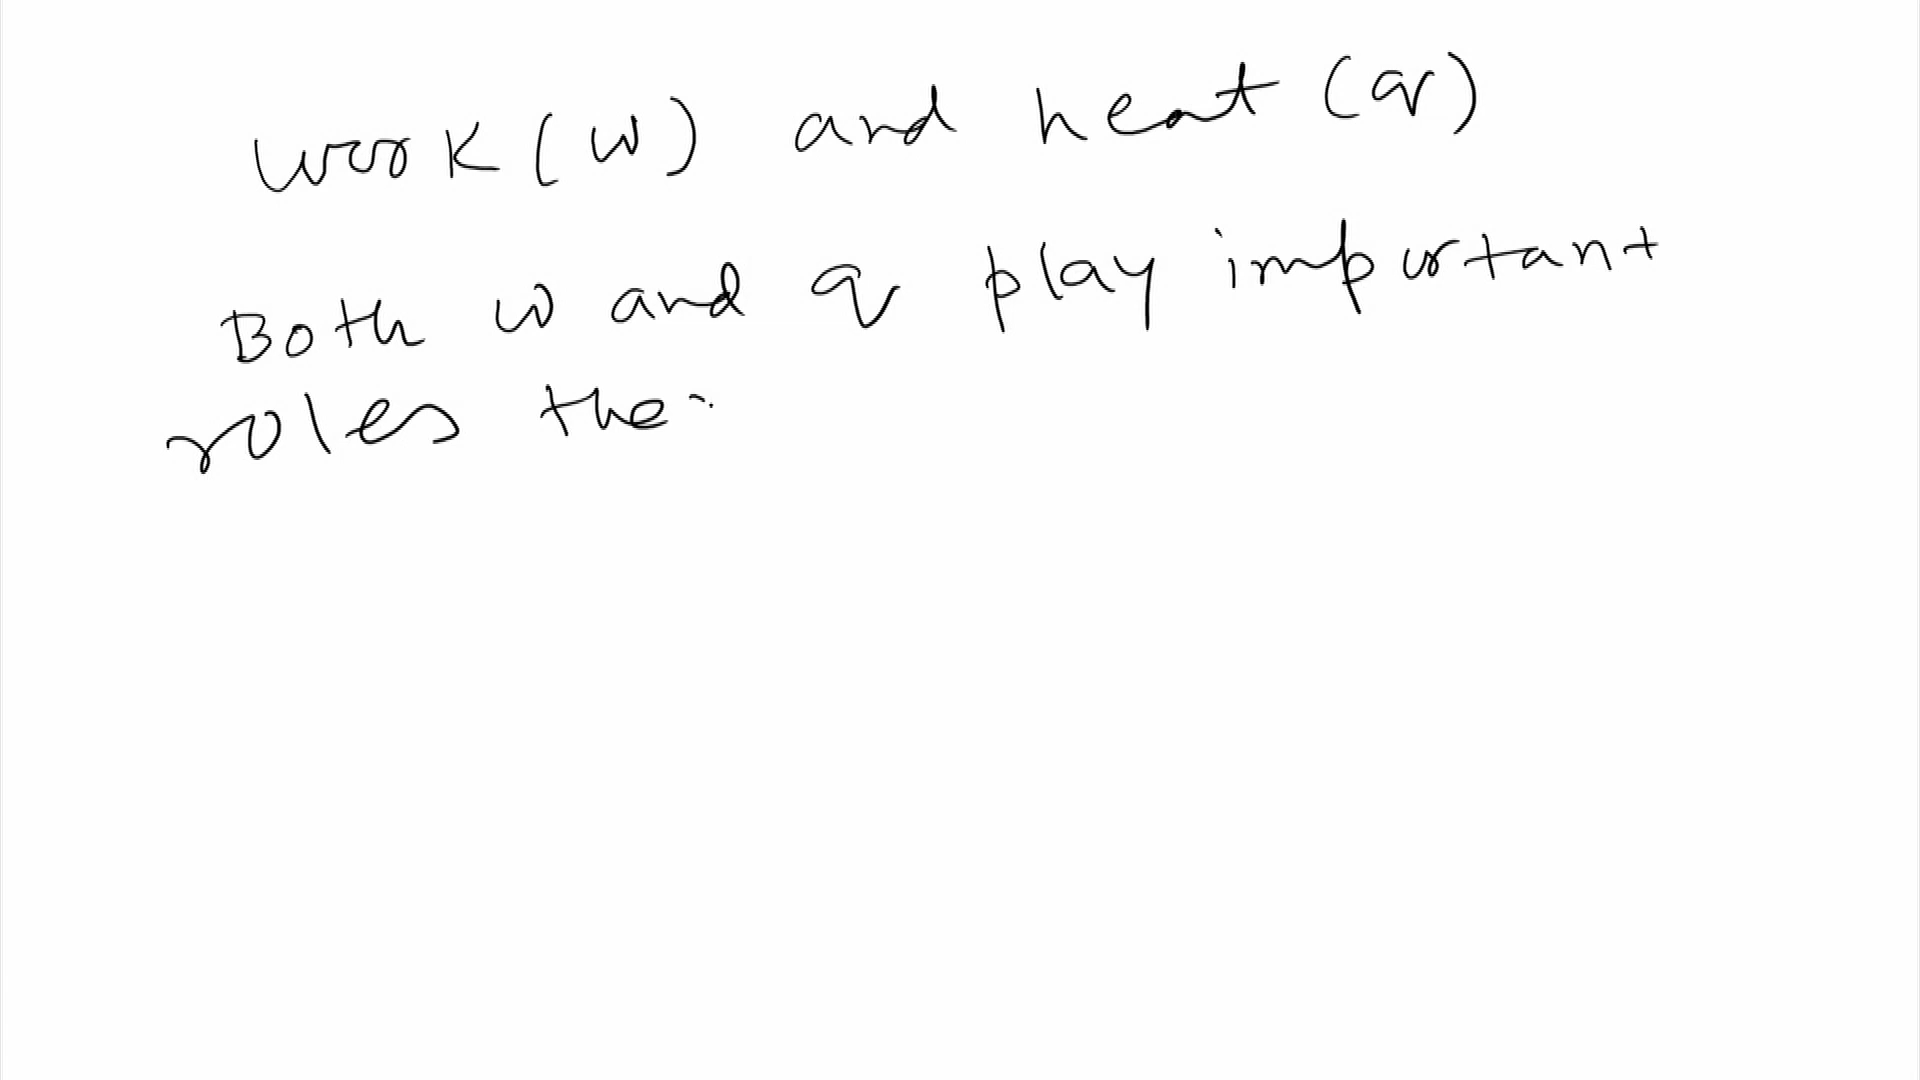 work (w) and heat (q)
Both w and q play important
roles the